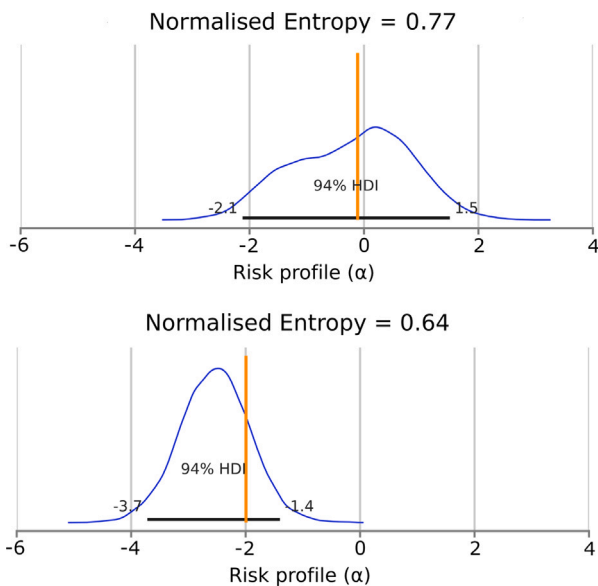 Normalised Entropy = 0.77
94% HDI
-2.1 1.5
-6 -4 -2 0 2 4
Risk profile (α)
Normalised Entropy = 0.64
94% HDI
-3.7 -1.4
-6 -4 -2 0 2 4
Risk profile (α)